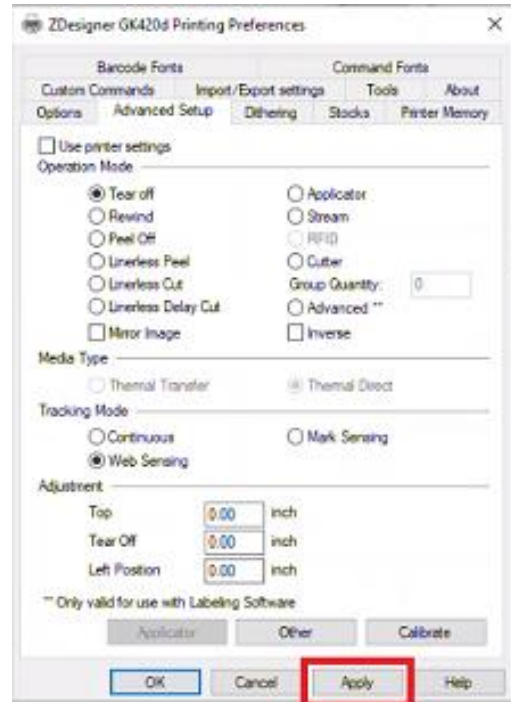 ZDesigner GK420d Printing Preferences
Barcode Fonts Command Fonts
Custom Commands Import/Export settings Tools About
Options Advanced Setup Dithering Stocks Printer Memory
Use printer settings
Operation Mode
Tear off Applicator
Rewind Stream
Peel Off RFID
Linerless Peel Cutter
Linerless Cut Group Quantity: 0
Linerless Delay Cut Advanced **
Mirror Image Inverse
Media Type
Thermal Transfer Thermal Direct
Tracking Mode
Continuous Mark Sensing
Web Sensing
Adjustment
Top 0.00 inch
Tear Off 0.00 inch
Left Position 0.00 inch
** Only valid for use with Labeling Software
Applicator Other Calibrate
OK Cancel Apply Help